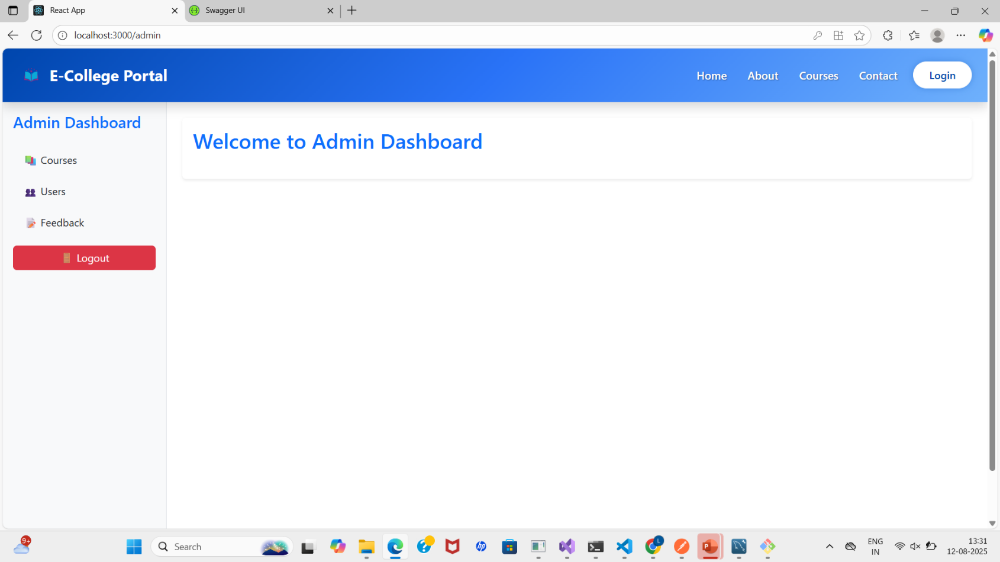 React App
Swagger UI
localhost:3000/admin
E-College Portal
Home
About
Courses
Contact
Login
Admin Dashboard
Courses
Users
Feedback
Logout
Welcome to Admin Dashboard
9+
Search
hp
L
P
ENG
IN
13:31
12-08-2025